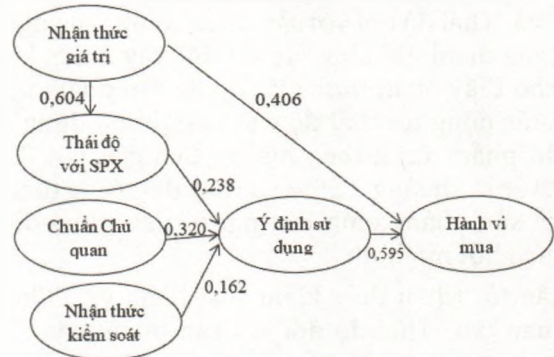 Nhận thức
giá trị
0,604
0,406
Thái độ
với SPX
0,238
Chuẩn Chủ
quan
0.320
Ý định sử
dụng
0,595
Hành vi
mua
0,162
Nhận thức
kiểm soát